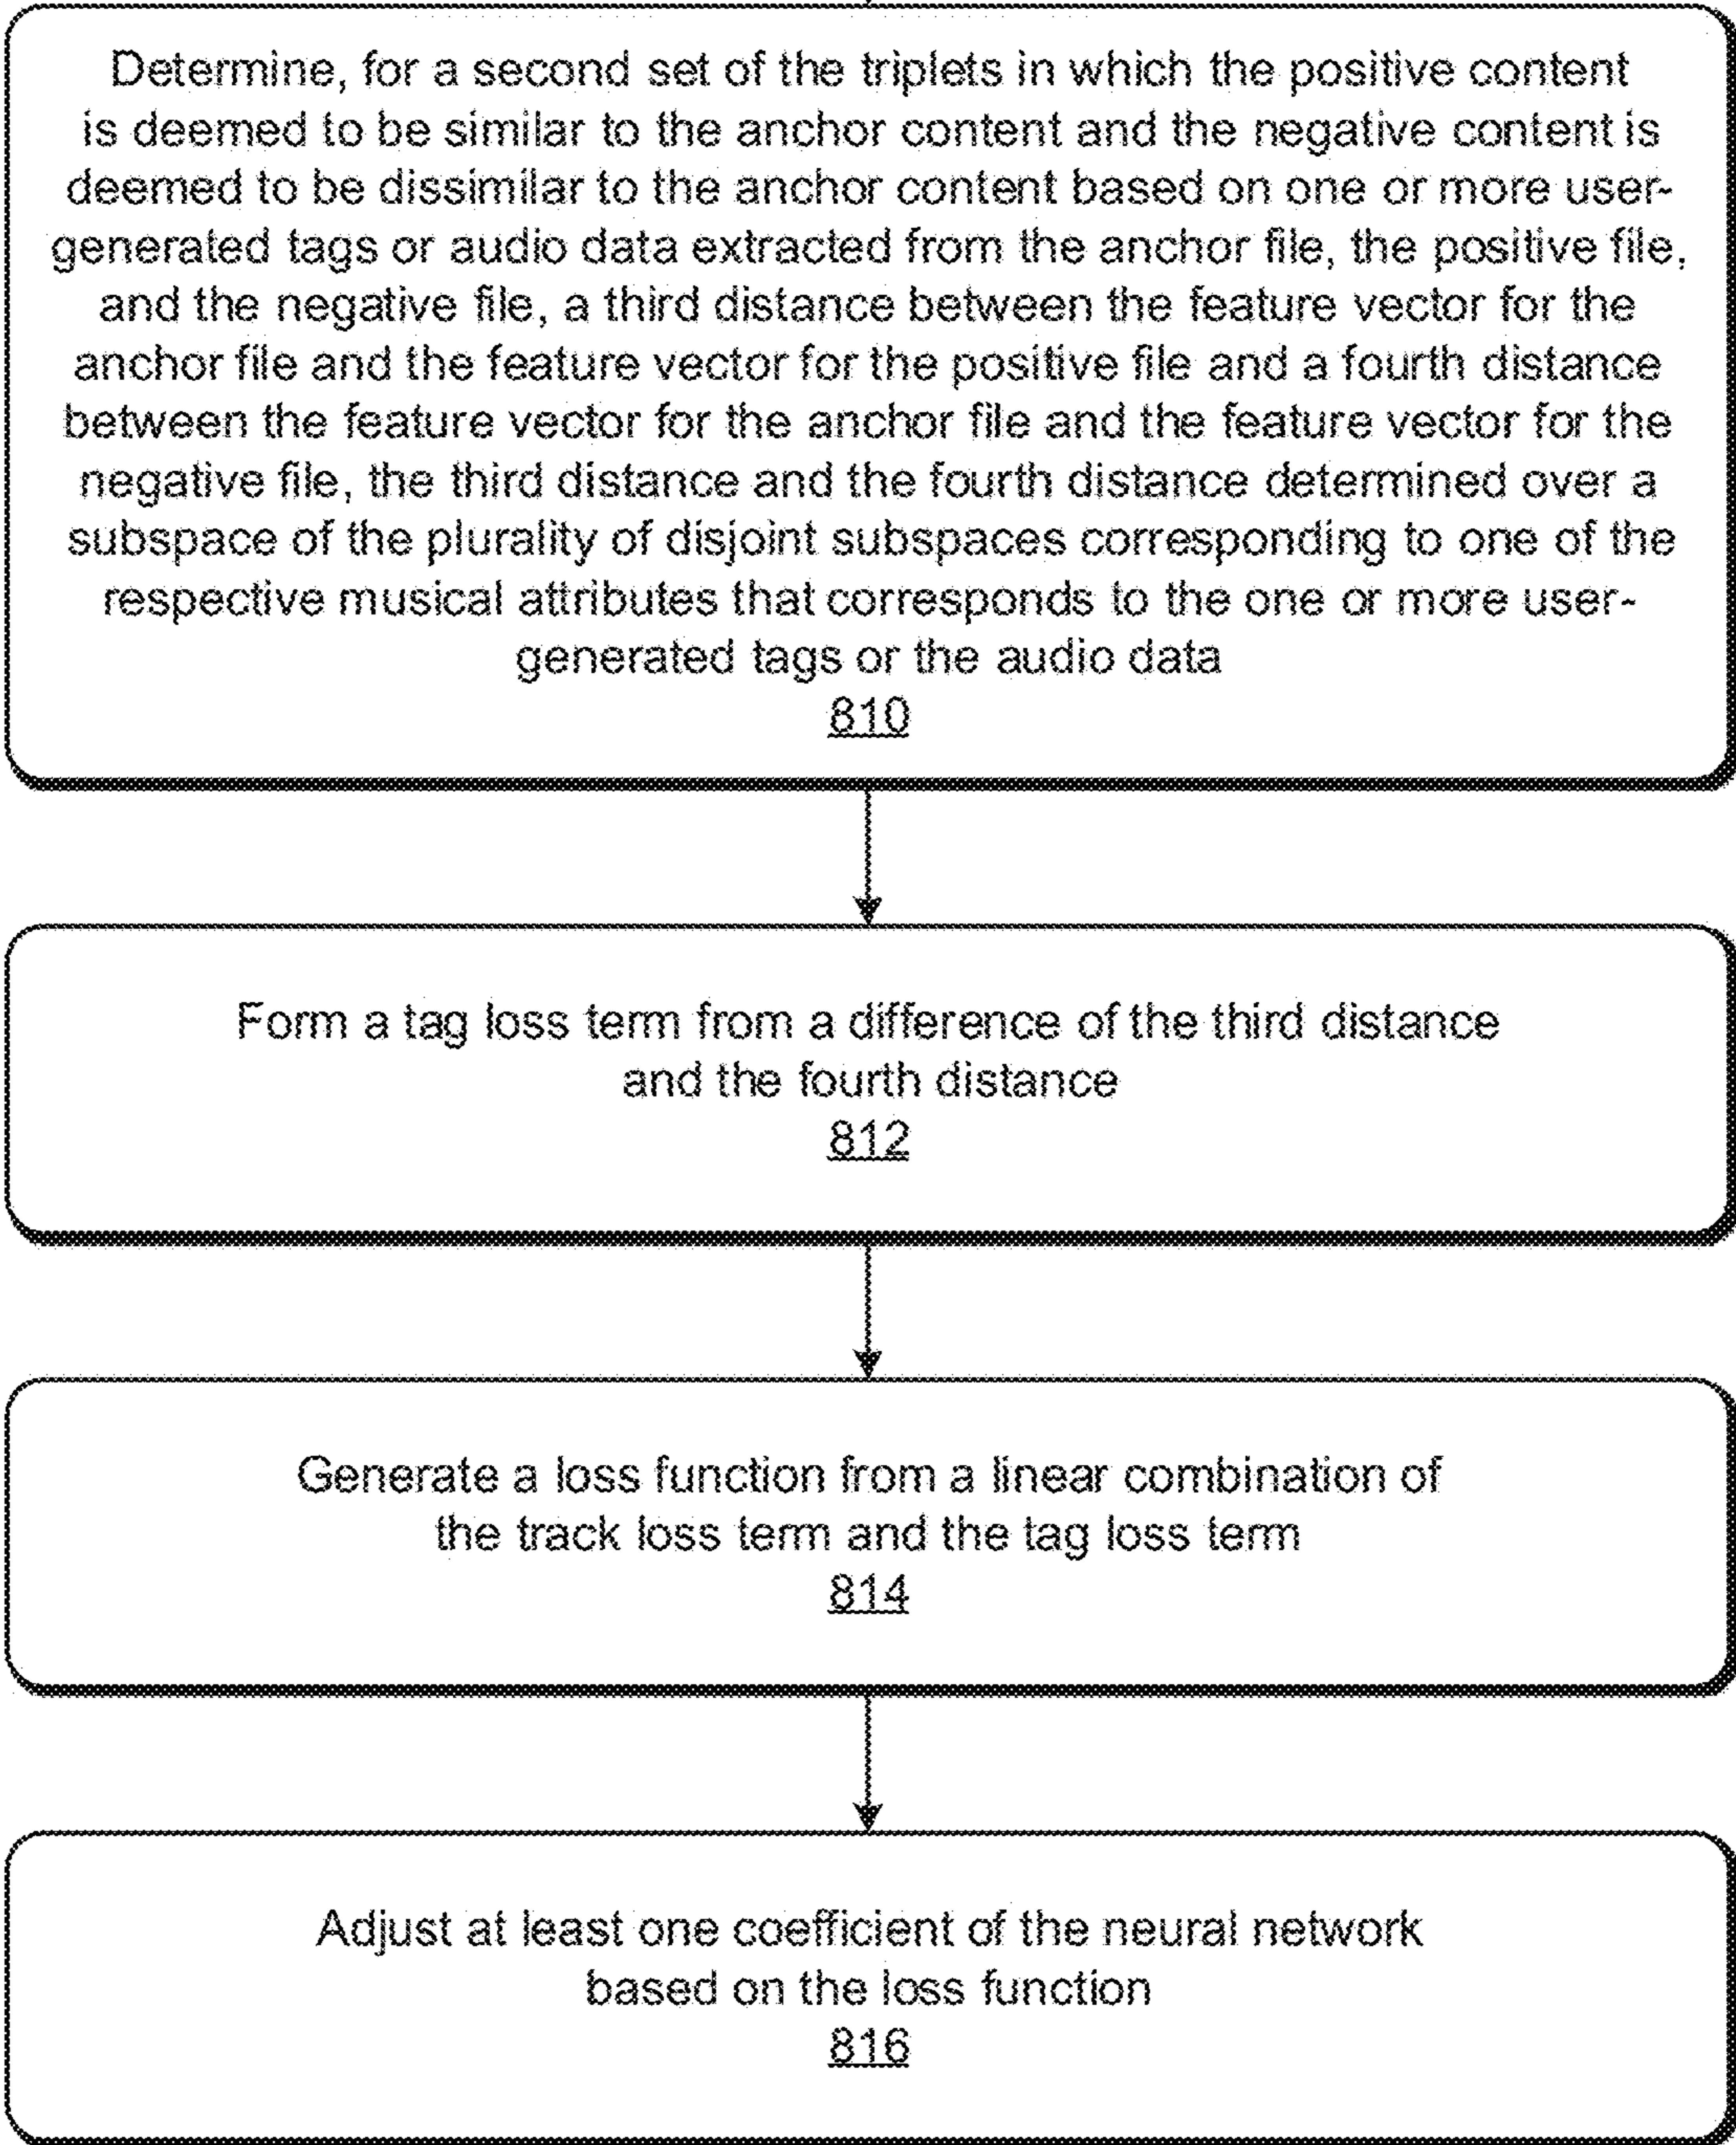 Determine, for a second set of the triplets in which the positive content
is deemed to be similar to the anchor content and the negative content is
deemed to be dissimilar to the anchor content based on one or more user-
generated tags or audio data extracted from the anchor file, the positive file,
and the negative file, a third distance between the feature vector for the
anchor file and the feature vector for the positive file and a fourth distance
between the feature vector for the anchor file and the feature vector for the
negative file, the third distance and the fourth distance determined over a
subspace of the plurality of disjoint subspaces corresponding to one of the
respective musical attributes that corresponds to the one or more user-
generated tags or the audio data
810
Form a tag loss term from a difference of the third distance
and the fourth distance
812
Generate a loss function from a linear combination of
the track loss term and the tag loss term
814
Adjust at least one coefficient of the neural network
based on the loss function
816